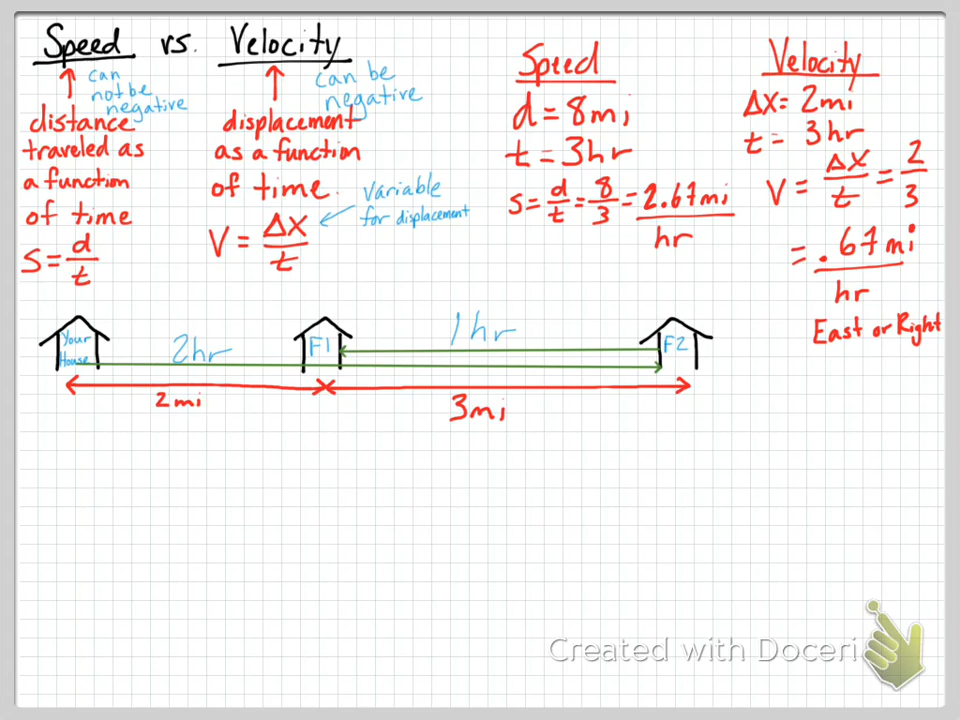 Speed vs. Velocity
can
not be
negative
distance
traveled as
a function
of time
S = d/t
can be
negative
displacement
as a function
of time.
V = Δx/t
Variable
for displacement
Speed
d = 8mi
t = 3hr
S = d/t = 8/3 = 2.67mi/hr
Velocity
Δx = 2mi
t = 3hr
V = Δx/t = 2/3
= .67mi/hr
East or Right
Your
House
2hr
F1
1hr
F2
2mi
3mi
Created with Doceri